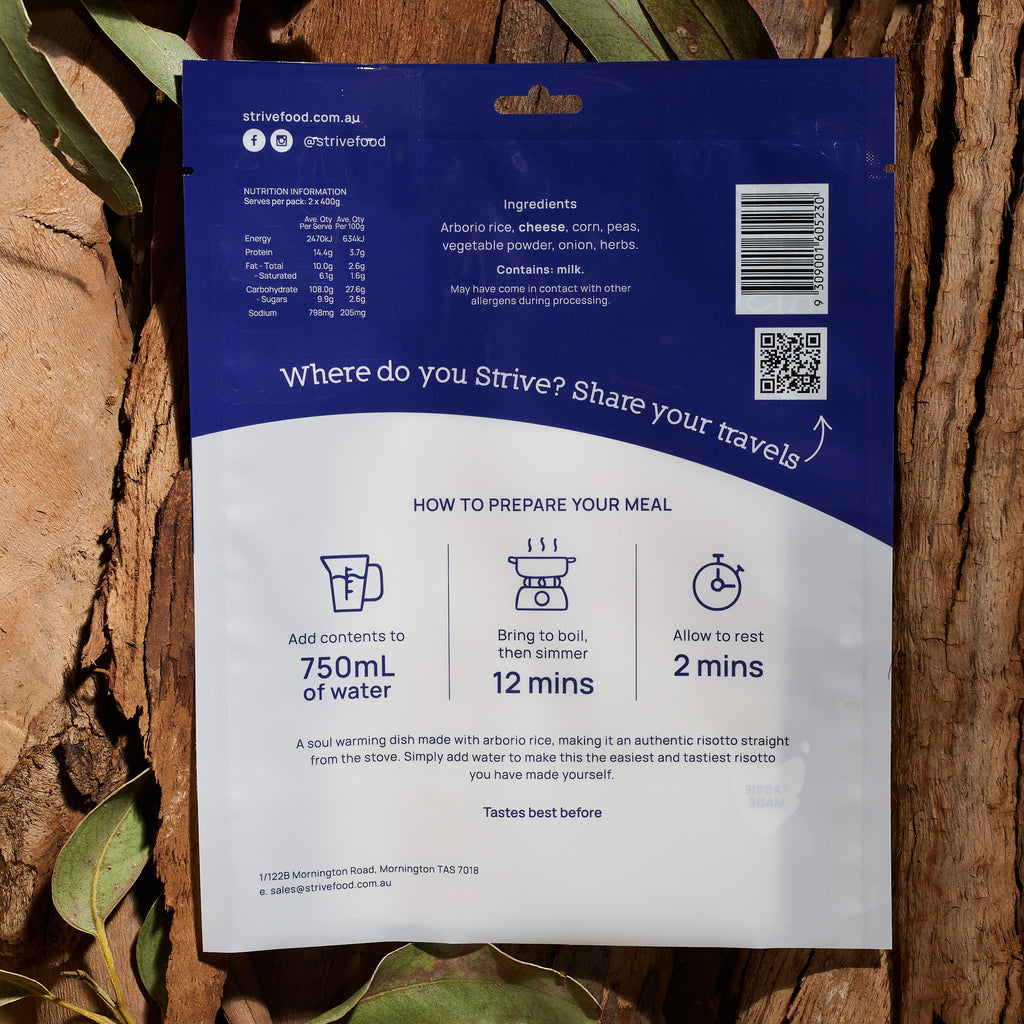 strivefood.com.au
@strivefood
NUTRITION INFORMATION
Serves per pack: 2 x 400g
Ave. Qty Ave. Qty
Per Serve Per 100g
Energy 2470kJ 634kJ
Protein 14.4g 3.7g
Fat - Total 10.0g 2.6g
- Saturated 6.1g 1.6g
Carbohydrate 108.0g 27.6g
- Sugars 9.9g 2.6g
Sodium 798mg 205mg
Ingredients
Arborio rice, cheese, corn, peas,
vegetable powder, onion, herbs.
Contains: milk.
May have come in contact with other
allergens during processing.
9 309001 605230
Where do you Strive? Share your travels
HOW TO PREPARE YOUR MEAL
Add contents to
750mL
of water
Bring to boil,
then simmer
12 mins
Allow to rest
2 mins
A soul warming dish made with arborio rice, making it an authentic risotto straight
from the stove. Simply add water to make this the easiest and tastiest risotto
you have made yourself.
TASSIE
MADE
Tastes best before
1/122B Mornington Road, Mornington TAS 7018
e. sales@strivefood.com.au